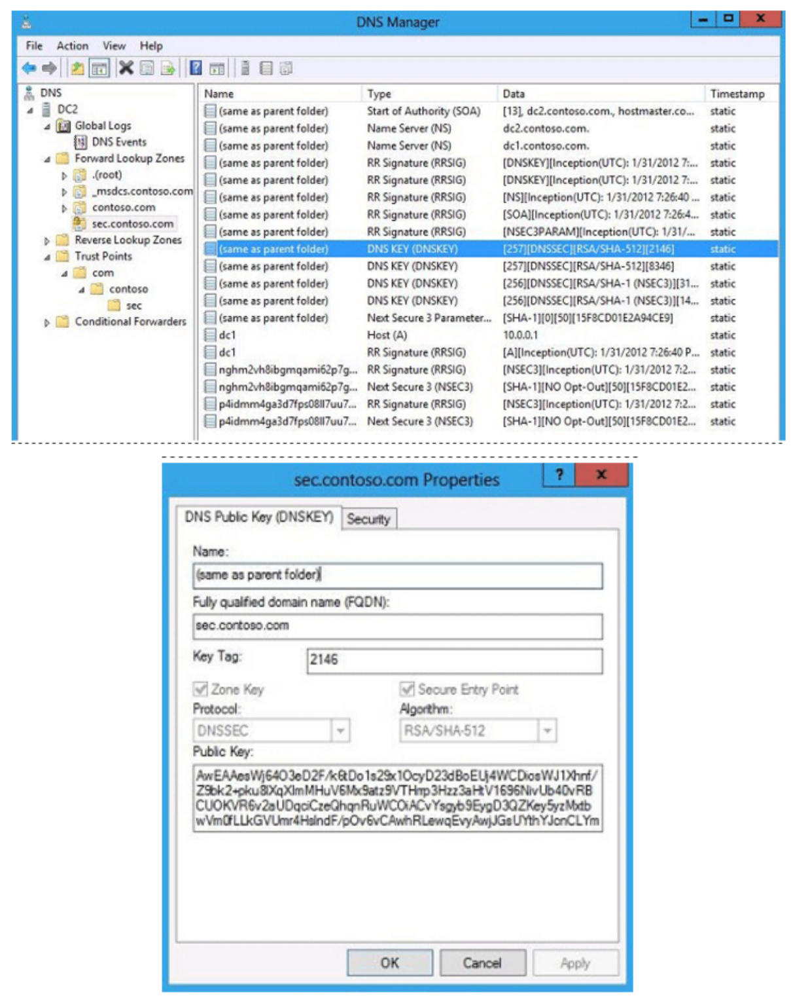 DNS Manager
File Action View Help
DNS
DC2
Global Logs
DNS Events
Forward Lookup Zones
.(root)
_msdcs.contoso.com
contoso.com
sec.contoso.com
Reverse Lookup Zones
Trust Points
com
contoso
sec
Conditional Forwarders
Name Type Data Timestamp
(same as parent folder) Start of Authority (SOA) [13], dc2.contoso.com., hostmaster.co... static
(same as parent folder) Name Server (NS) dc2.contoso.com. static
(same as parent folder) Name Server (NS) dc1.contoso.com. static
(same as parent folder) RR Signature (RRSIG) [DNSKEY][Inception(UTC): 1/31/2012 7:... static
(same as parent folder) RR Signature (RRSIG) [DNSKEY][Inception(UTC): 1/31/2012 7:... static
(same as parent folder) RR Signature (RRSIG) [NS][Inception(UTC): 1/31/2012 7:26:40 ... static
(same as parent folder) RR Signature (RRSIG) [SOA][Inception(UTC): 1/31/2012 7:26:4... static
(same as parent folder) RR Signature (RRSIG) [NSEC3PARAM][Inception(UTC): 1/31/... static
(same as parent folder) DNS KEY (DNSKEY) [257][DNSSEC][RSA/SHA-512][2146] static
(same as parent folder) DNS KEY (DNSKEY) [257][DNSSEC][RSA/SHA-512][8346] static
(same as parent folder) DNS KEY (DNSKEY) [256][DNSSEC][RSA/SHA-1 (NSEC3)][31... static
(same as parent folder) DNS KEY (DNSKEY) [256][DNSSEC][RSA/SHA-1 (NSEC3)][14... static
(same as parent folder) Next Secure 3 Parameter... [SHA-1][0][50][15F8CD01E2A94CE9] static
dc1 Host (A) 10.0.0.1 static
dc1 RR Signature (RRSIG) [A][Inception(UTC): 1/31/2012 7:26:40 P... static
nghm2vh8ibgmqami62p7g... RR Signature (RRSIG) [NSEC3][Inception(UTC): 1/31/2012 7:2... static
nghm2vh8ibgmqami62p7g... Next Secure 3 (NSEC3) [SHA-1][NO Opt-Out][50][15F8CD01E2... static
p4idmm4ga3d7fps08ll7uu7... RR Signature (RRSIG) [NSEC3][Inception(UTC): 1/31/2012 7:2... static
p4idmm4ga3d7fps08ll7uu7... Next Secure 3 (NSEC3) [SHA-1][NO Opt-Out][50][15F8CD01E2... static
sec.contoso.com Properties
DNS Public Key (DNSKEY) Security
Name:
(same as parent folder)
Fully qualified domain name (FQDN):
sec.contoso.com
Key Tag: 2146
Zone Key Secure Entry Point
Protocol: Algorithm:
DNSSEC RSA/SHA-512
Public Key:
OK Cancel Apply